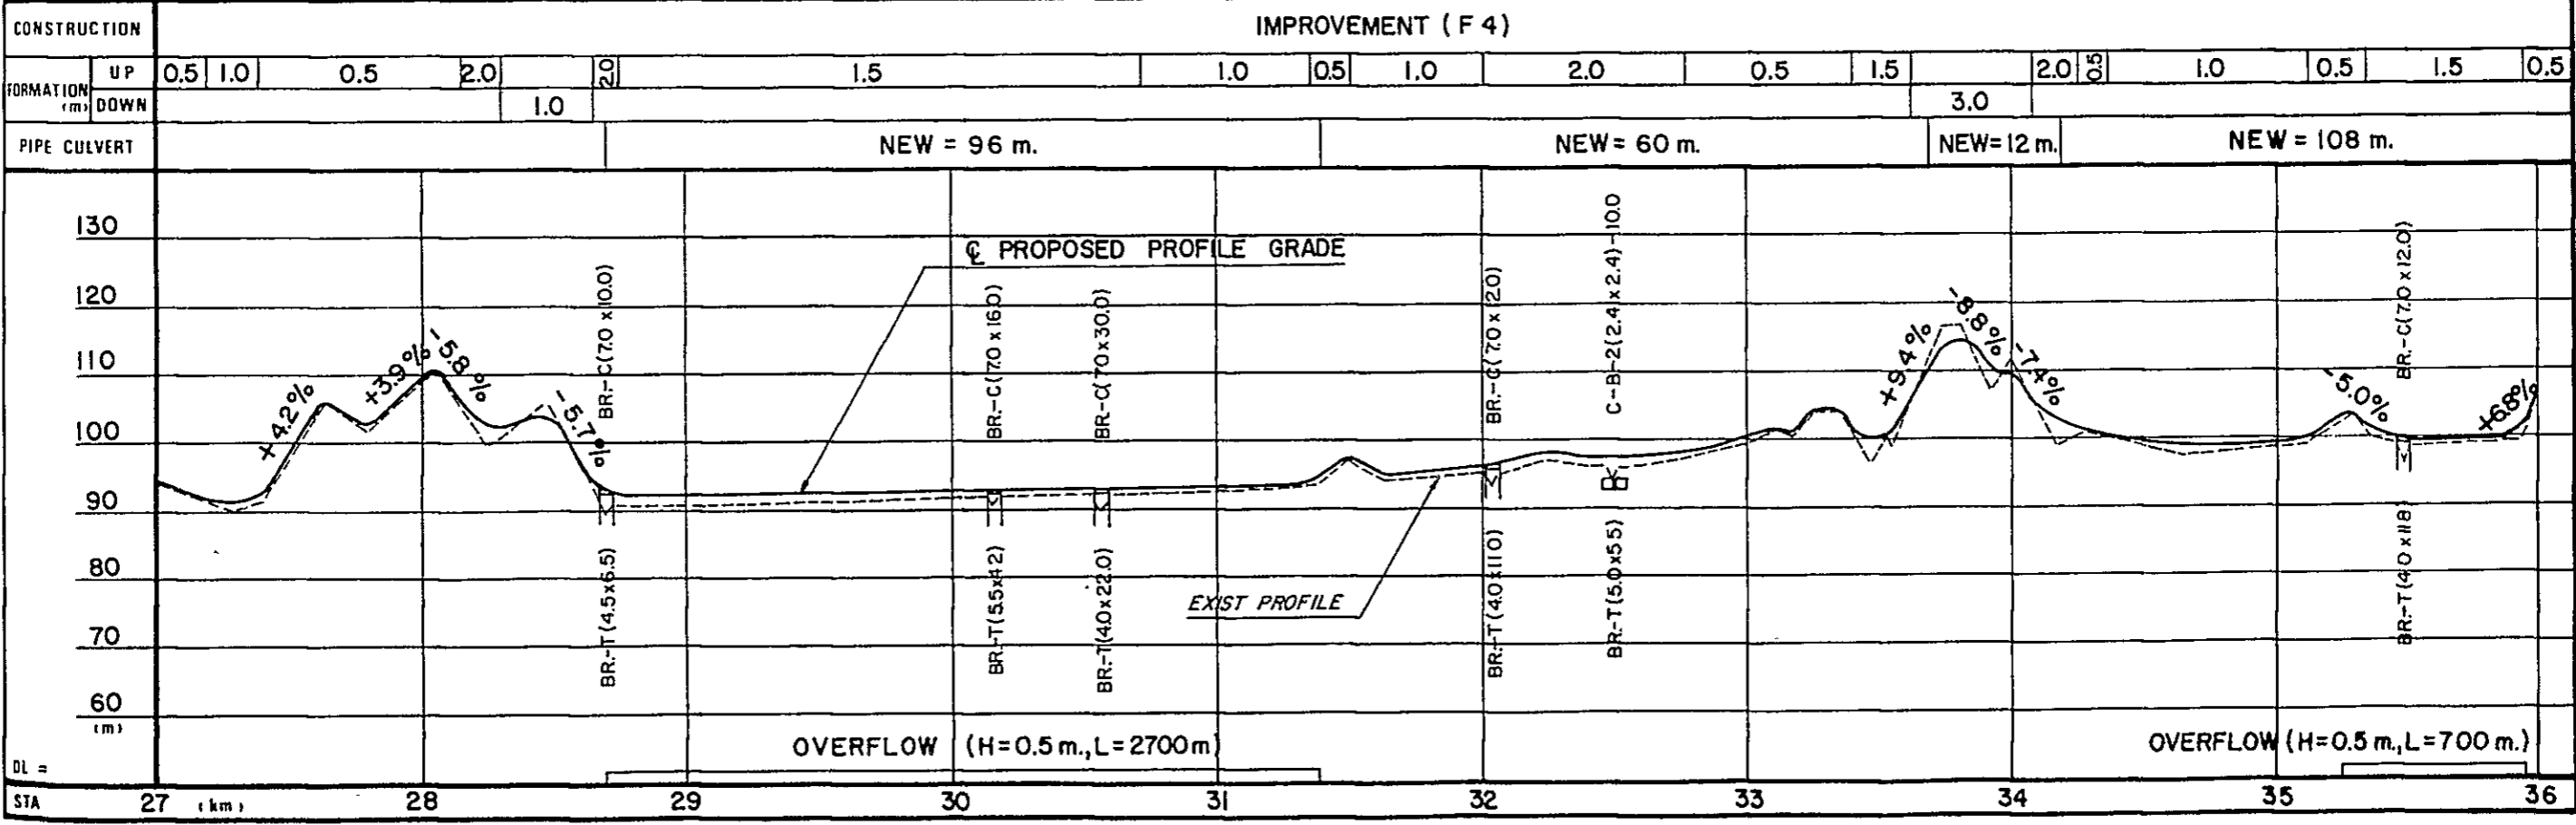 CONSTRUCTION
IMPROVEMENT ( F 4 )
FORMATION (m)
UP 0.5 1.0 0.5 2.0 2.0 1.5 1.0 0.5 1.0 2.0 0.5 1.5 2.0 0.5 1.0 0.5 1.5 0.5
DOWN 1.0 3.0
PIPE CULVERT NEW = 96 m. NEW = 60 m. NEW=12 m. NEW = 108 m.
130
120
110
100
90
80
70
60
(m)
℄ PROPOSED PROFILE GRADE
EXIST PROFILE
+4.2%
+3.9%
-5.8%
-5.7%
+9.4%
-8.8%
-7.4%
-5.0%
+6.8%
BR.-C(7.0 x 10.0)
BR.-C(7.0 x 16.0)
BR.-C(7.0 x 30.0)
BR.-C(7.0 x 12.0)
C-B-2(2.4 x 2.4)-10.0
BR.-C(7.0 x 12.0)
BR.-T(4.5 x 6.5)
BR.-T(5.5 x 4.2)
BR.-T(4.0 x 22.0)
BR.-T(4.0 x 11.0)
BR.-T(5.0 x 5.5)
BR.-T(4.0 x 11.8
OVERFLOW (H=0.5 m., L=2700 m)
OVERFLOW (H=0.5 m., L=700 m.)
DL =
STA 27 (km) 28 29 30 31 32 33 34 35 36